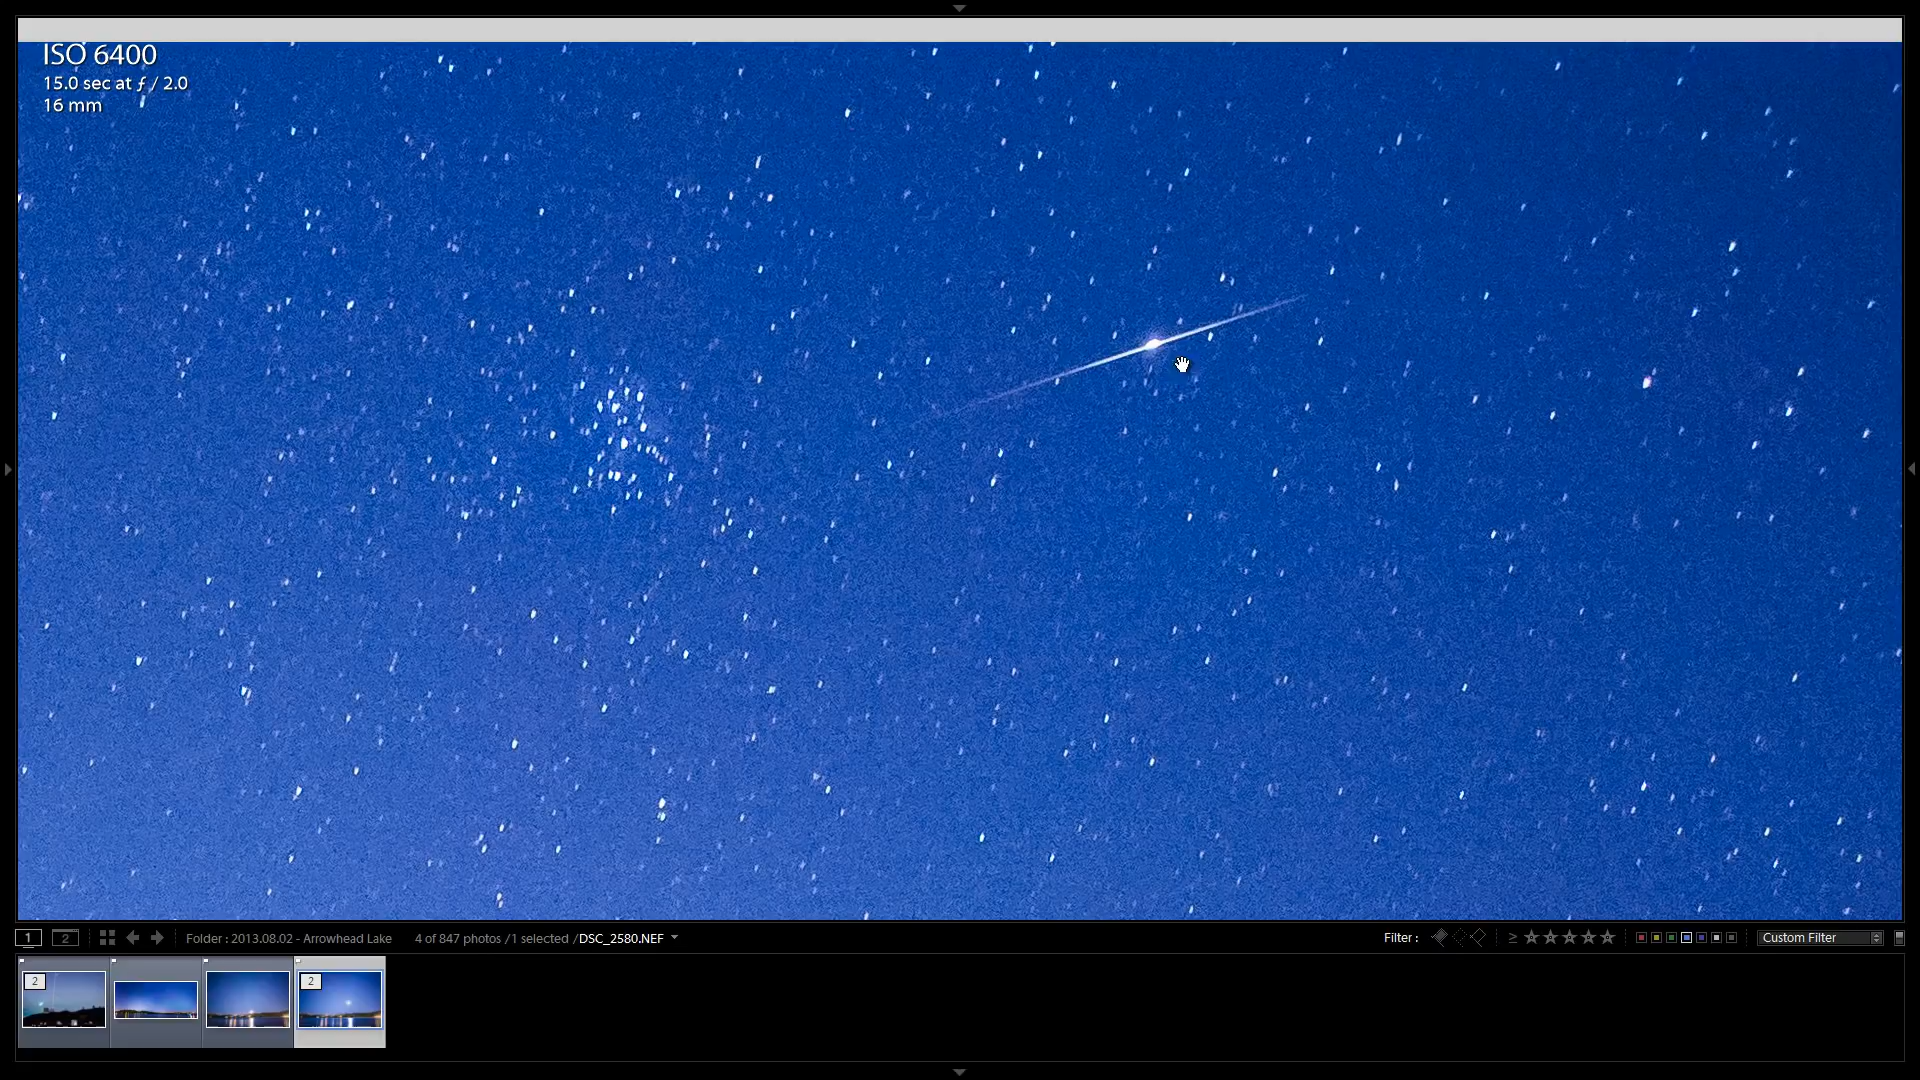 ISO 6400
15.0 sec at ƒ / 2.0
16 mm
1 2 Folder : 2013.08.02 - Arrowhead Lake 4 of 847 photos /1 selected /DSC_2580.NEF Filter : ≥ Custom Filter
2 2